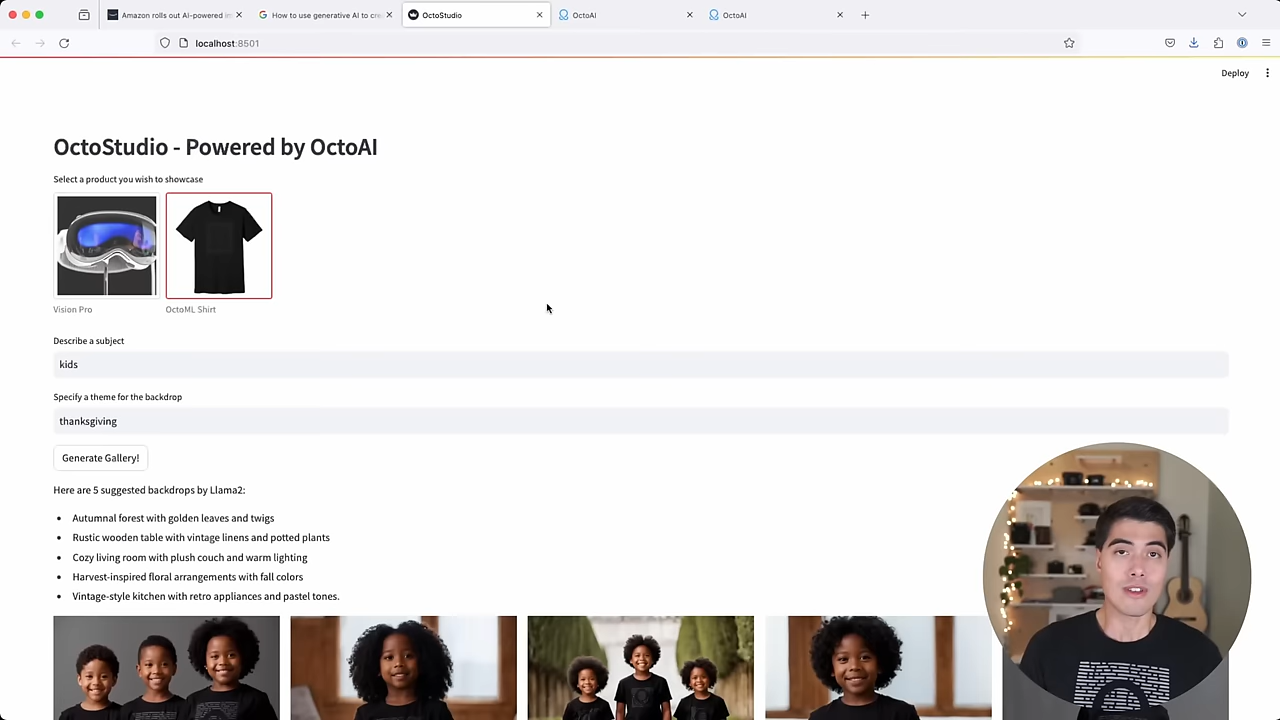 Amazon rolls out AI-powered im
How to use generative AI to cre
OctoStudio
OctoAI
OctoAI
localhost:8501
Deploy
OctoStudio - Powered by OctoAI
Select a product you wish to showcase
Vision Pro
OctoML Shirt
Describe a subject
kids
Specify a theme for the backdrop
thanksgiving
Generate Gallery!
Here are 5 suggested backdrops by Llama2:
Autumnal forest with golden leaves and twigs
Rustic wooden table with vintage linens and potted plants
Cozy living room with plush couch and warm lighting
Harvest-inspired floral arrangements with fall colors
Vintage-style kitchen with retro appliances and pastel tones.